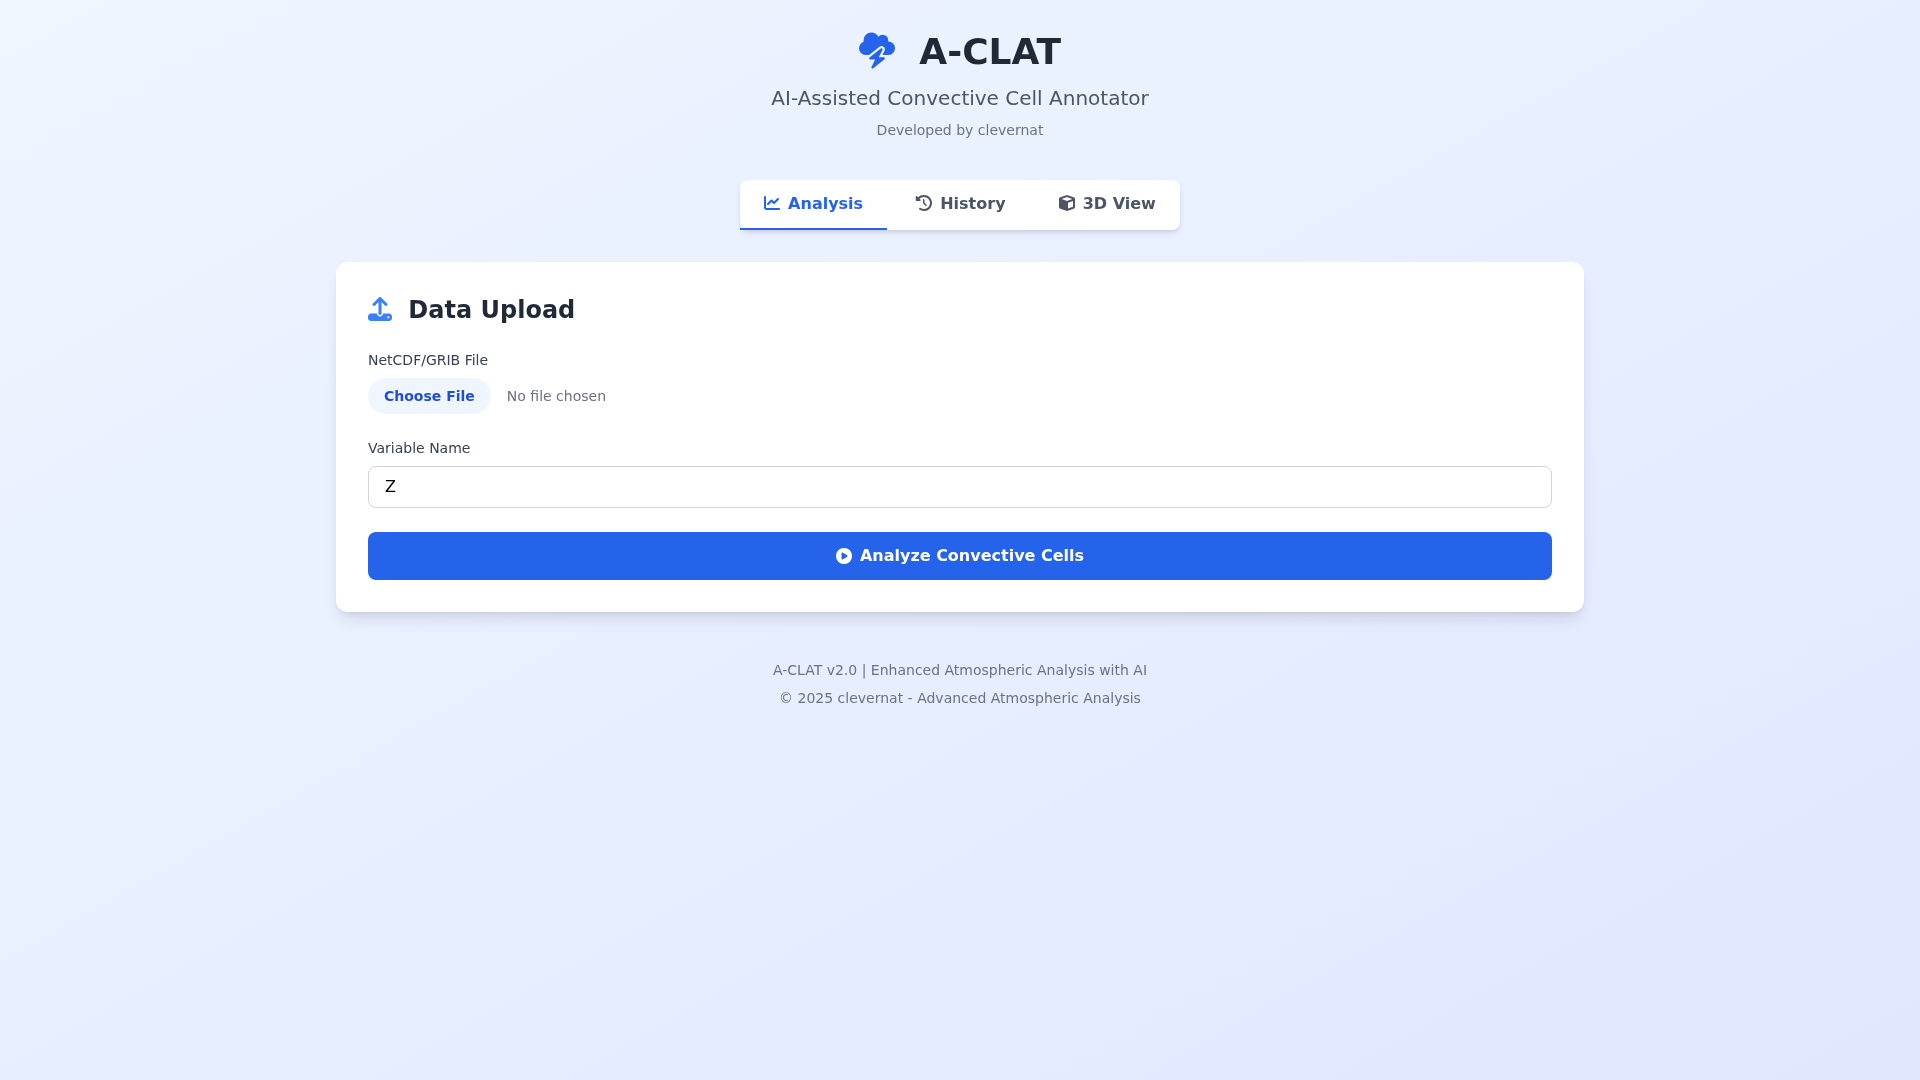 A-CLAT
AI-Assisted Convective Cell Annotator
Developed by clevernat
Analysis History 3D View
Data Upload
NetCDF/GRIB File
Choose File No file chosen
Variable Name
Z
Analyze Convective Cells
A-CLAT v2.0 | Enhanced Atmospheric Analysis with AI
© 2025 clevernat - Advanced Atmospheric Analysis